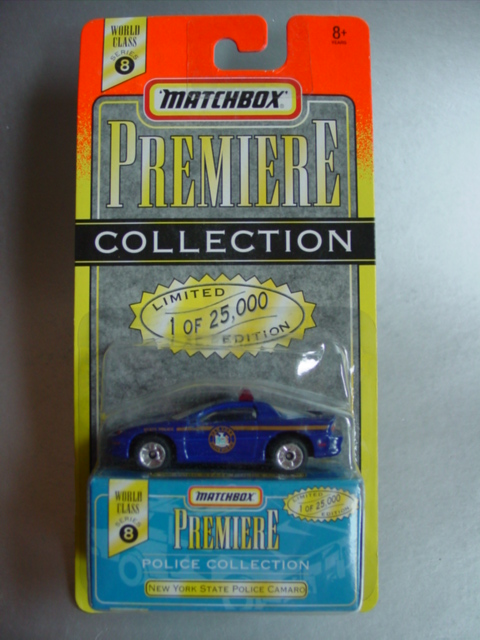 WORLD
CLASS
SERIES
8
8+
MATCHBOX
PREMIERE
COLLECTION
LIMITED
1 OF 25,000
EDITION
WORLD
CLASS
SERIES
8
MATCHBOX
LIMITED
1 OF 25,000
EDITION
PREMIERE
POLICE COLLECTION
NEW YORK STATE POLICE CAMARO